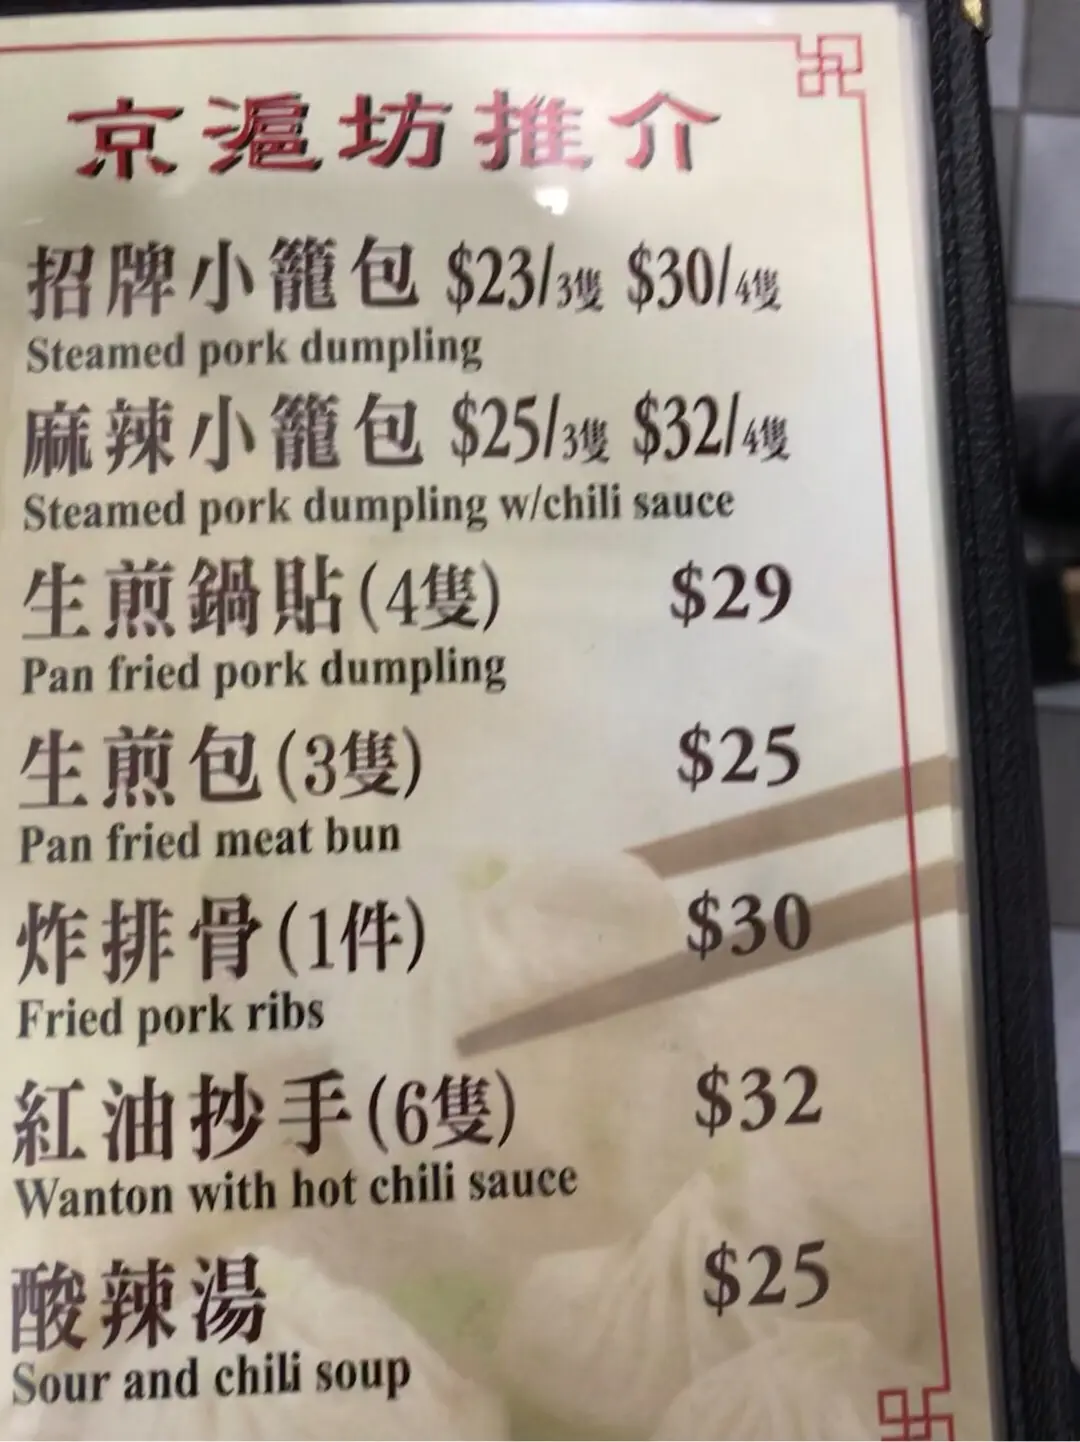 京滬坊推介
招牌小籠包 $23/3隻 $30/4隻
Steamed pork dumpling
麻辣小籠包 $25/3隻 $32/4隻
Steamed pork dumpling w/chili sauce
生煎鍋貼(4隻) $29
Pan fried pork dumpling
生煎包(3隻) $25
Pan fried meat bun
炸排骨(1件) $30
Fried pork ribs
紅油抄手(6隻) $32
Wanton with hot chili sauce
酸辣湯 $25
Sour and chili soup